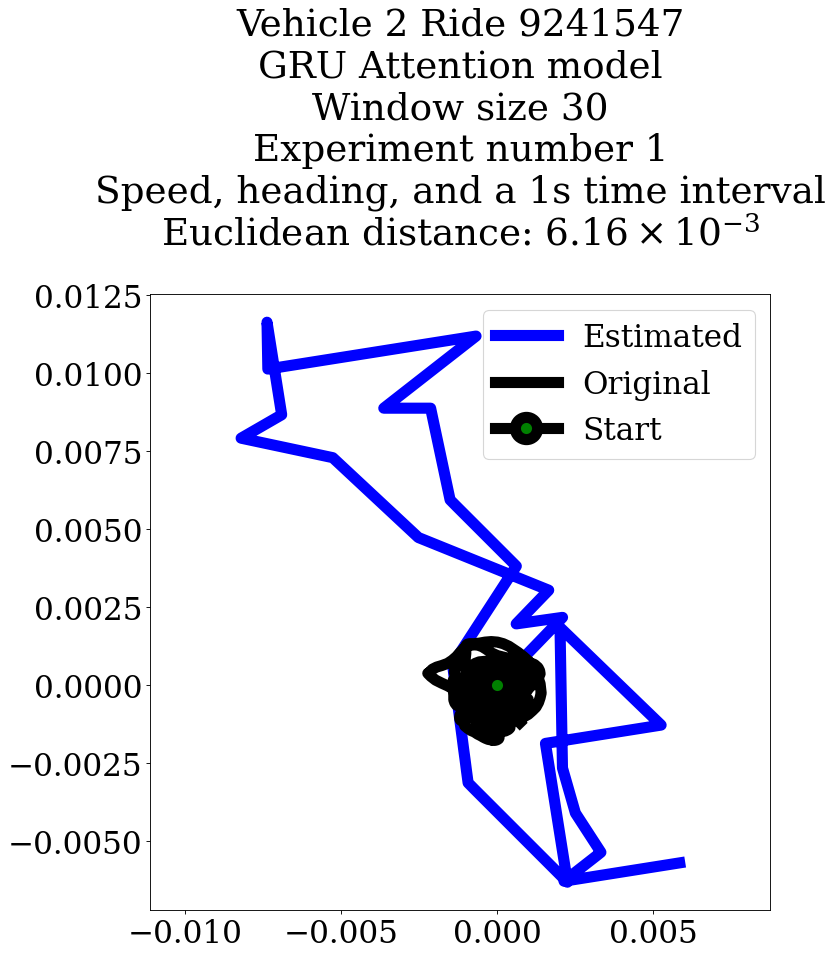 Vehicle 2 Ride 9241547
GRU Attention model
Window size 30
Experiment number 1
Speed, heading, and a 1s time interval
Euclidean distance: 6.16 × 10⁻³
Estimated
Original
Start
0.0125
0.0100
0.0075
0.0050
0.0025
0.0000
−0.0025
−0.0050
−0.010 −0.005 0.000 0.005